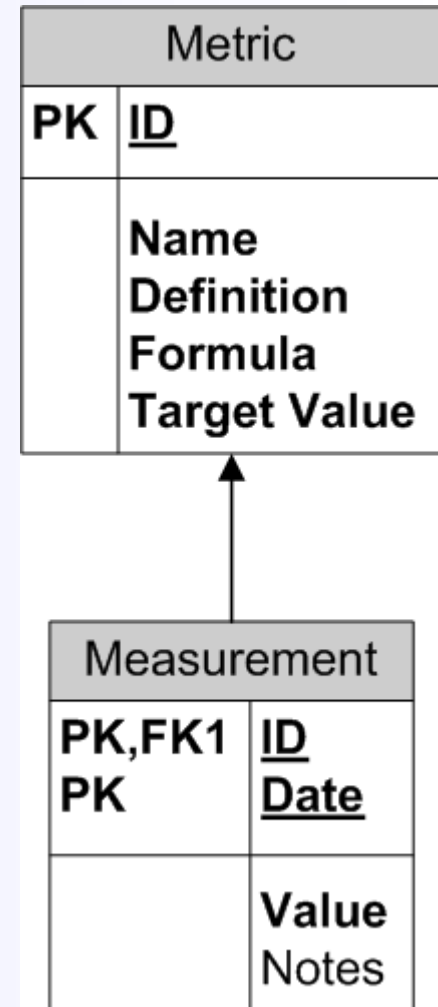 Metric
PK ID
Name
Definition
Formula
Target Value
Measurement
PK,FK1 ID
PK Date
Value
Notes